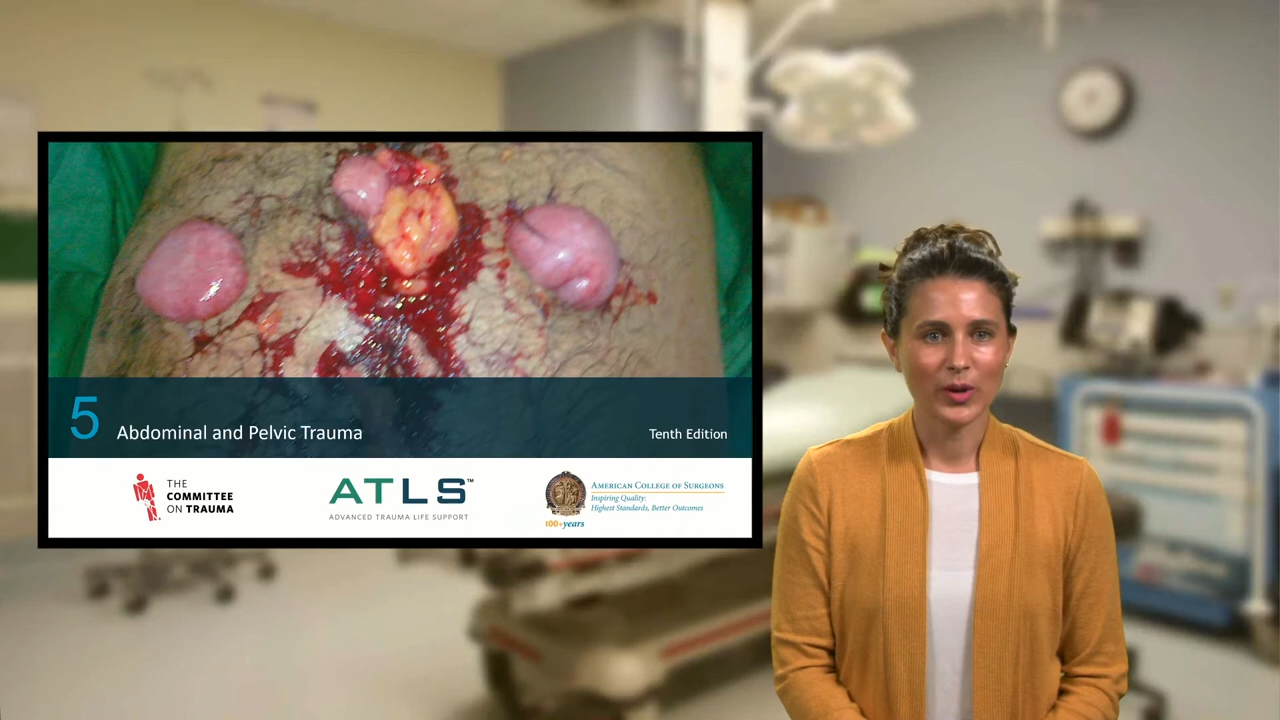 5 Abdominal and Pelvic Trauma
Tenth Edition
THE
COMMITTEE
ON TRAUMA
ATLS™
ADVANCED TRAUMA LIFE SUPPORT
AMERICAN COLLEGE OF SURGEONS
Inspiring Quality:
Highest Standards, Better Outcomes
100+years